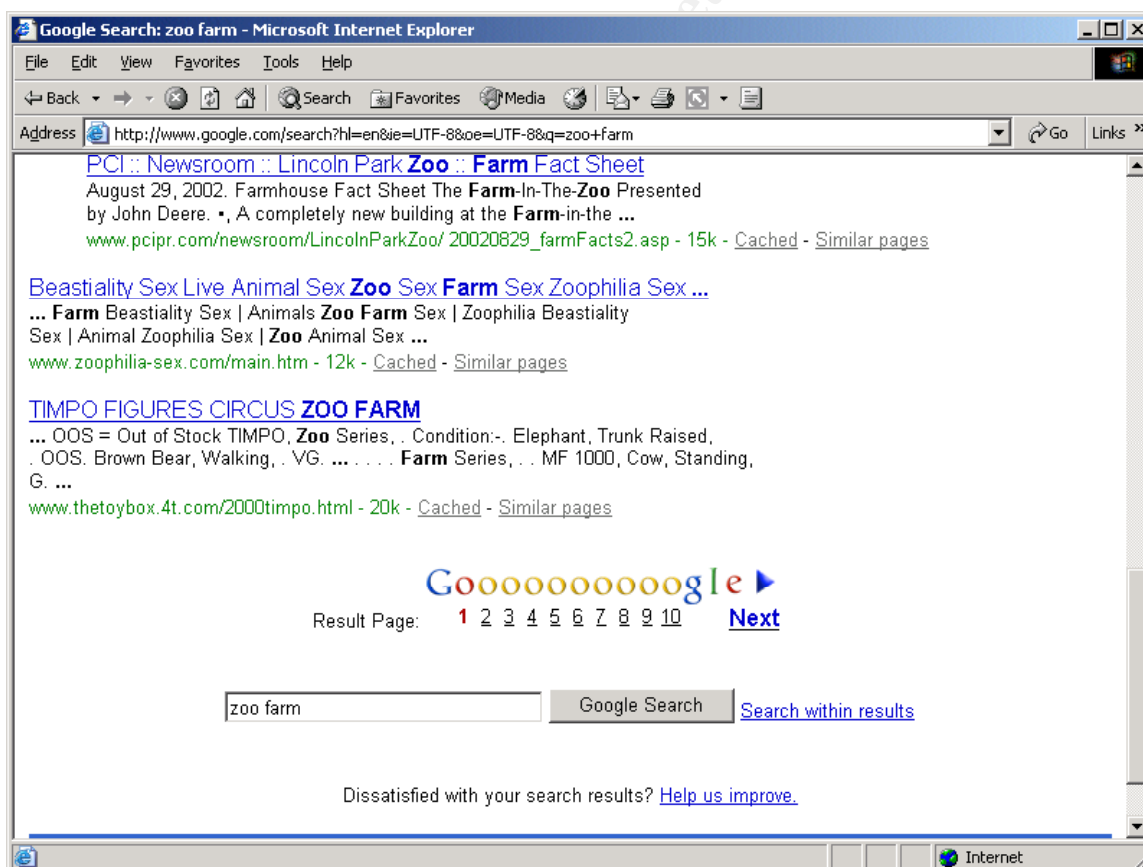 Google Search: zoo farm - Microsoft Internet Explorer
File Edit View Favorites Tools Help
Back Search Favorites Media
Address http://www.google.com/search?hl=en&ie=UTF-8&oe=UTF-8&q=zoo+farm Go Links »
PCI :: Newsroom :: Lincoln Park Zoo :: Farm Fact Sheet
August 29, 2002. Farmhouse Fact Sheet The Farm-In-The-Zoo Presented
by John Deere. •, A completely new building at the Farm-in-the ...
www.pcipr.com/newsroom/LincolnParkZoo/ 20020829_farmFacts2.asp - 15k - Cached - Similar pages
Beastiality Sex Live Animal Sex Zoo Sex Farm Sex Zoophilia Sex ...
... Farm Beastiality Sex | Animals Zoo Farm Sex | Zoophilia Beastiality
Sex | Animal Zoophilia Sex | Zoo Animal Sex ...
www.zoophilia-sex.com/main.htm - 12k - Cached - Similar pages
TIMPO FIGURES CIRCUS ZOO FARM
... OOS = Out of Stock TIMPO, Zoo Series, . Condition:-. Elephant, Trunk Raised,
. OOS. Brown Bear, Walking, . VG. ... . . . . Farm Series, . . MF 1000, Cow, Standing,
G. ...
www.thetoybox.4t.com/2000timpo.html - 20k - Cached - Similar pages
Goooooooooogle
Result Page: 1 2 3 4 5 6 7 8 9 10 Next
zoo farm Google Search Search within results
Dissatisfied with your search results? Help us improve.
Internet